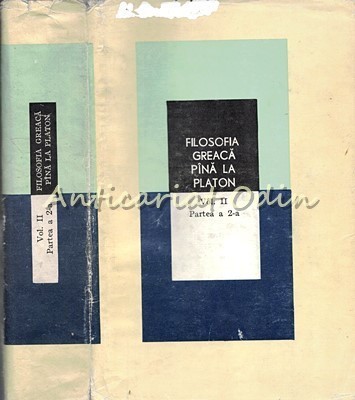 FILOSOFIA GREACĂ
PÎNĂ LA PLATON
Vol. II
Partea a 2-a
FILOSOFIA
GREACĂ
PÎNĂ LA
PLATON
Vol. II
Partea a 2-a
Anticariat Odin